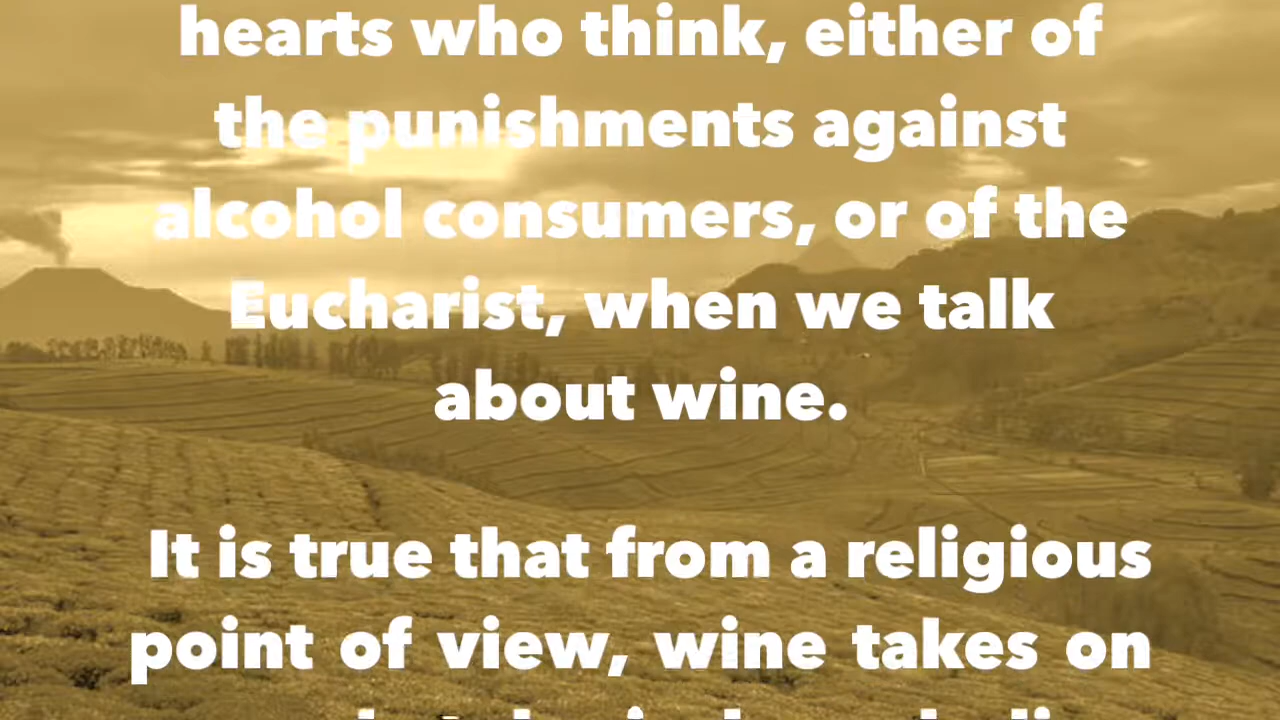 hearts who think, either of
the punishments against
alcohol consumers, or of the
Eucharist, when we talk
about wine.
It is true that from a religious
point of view, wine takes on